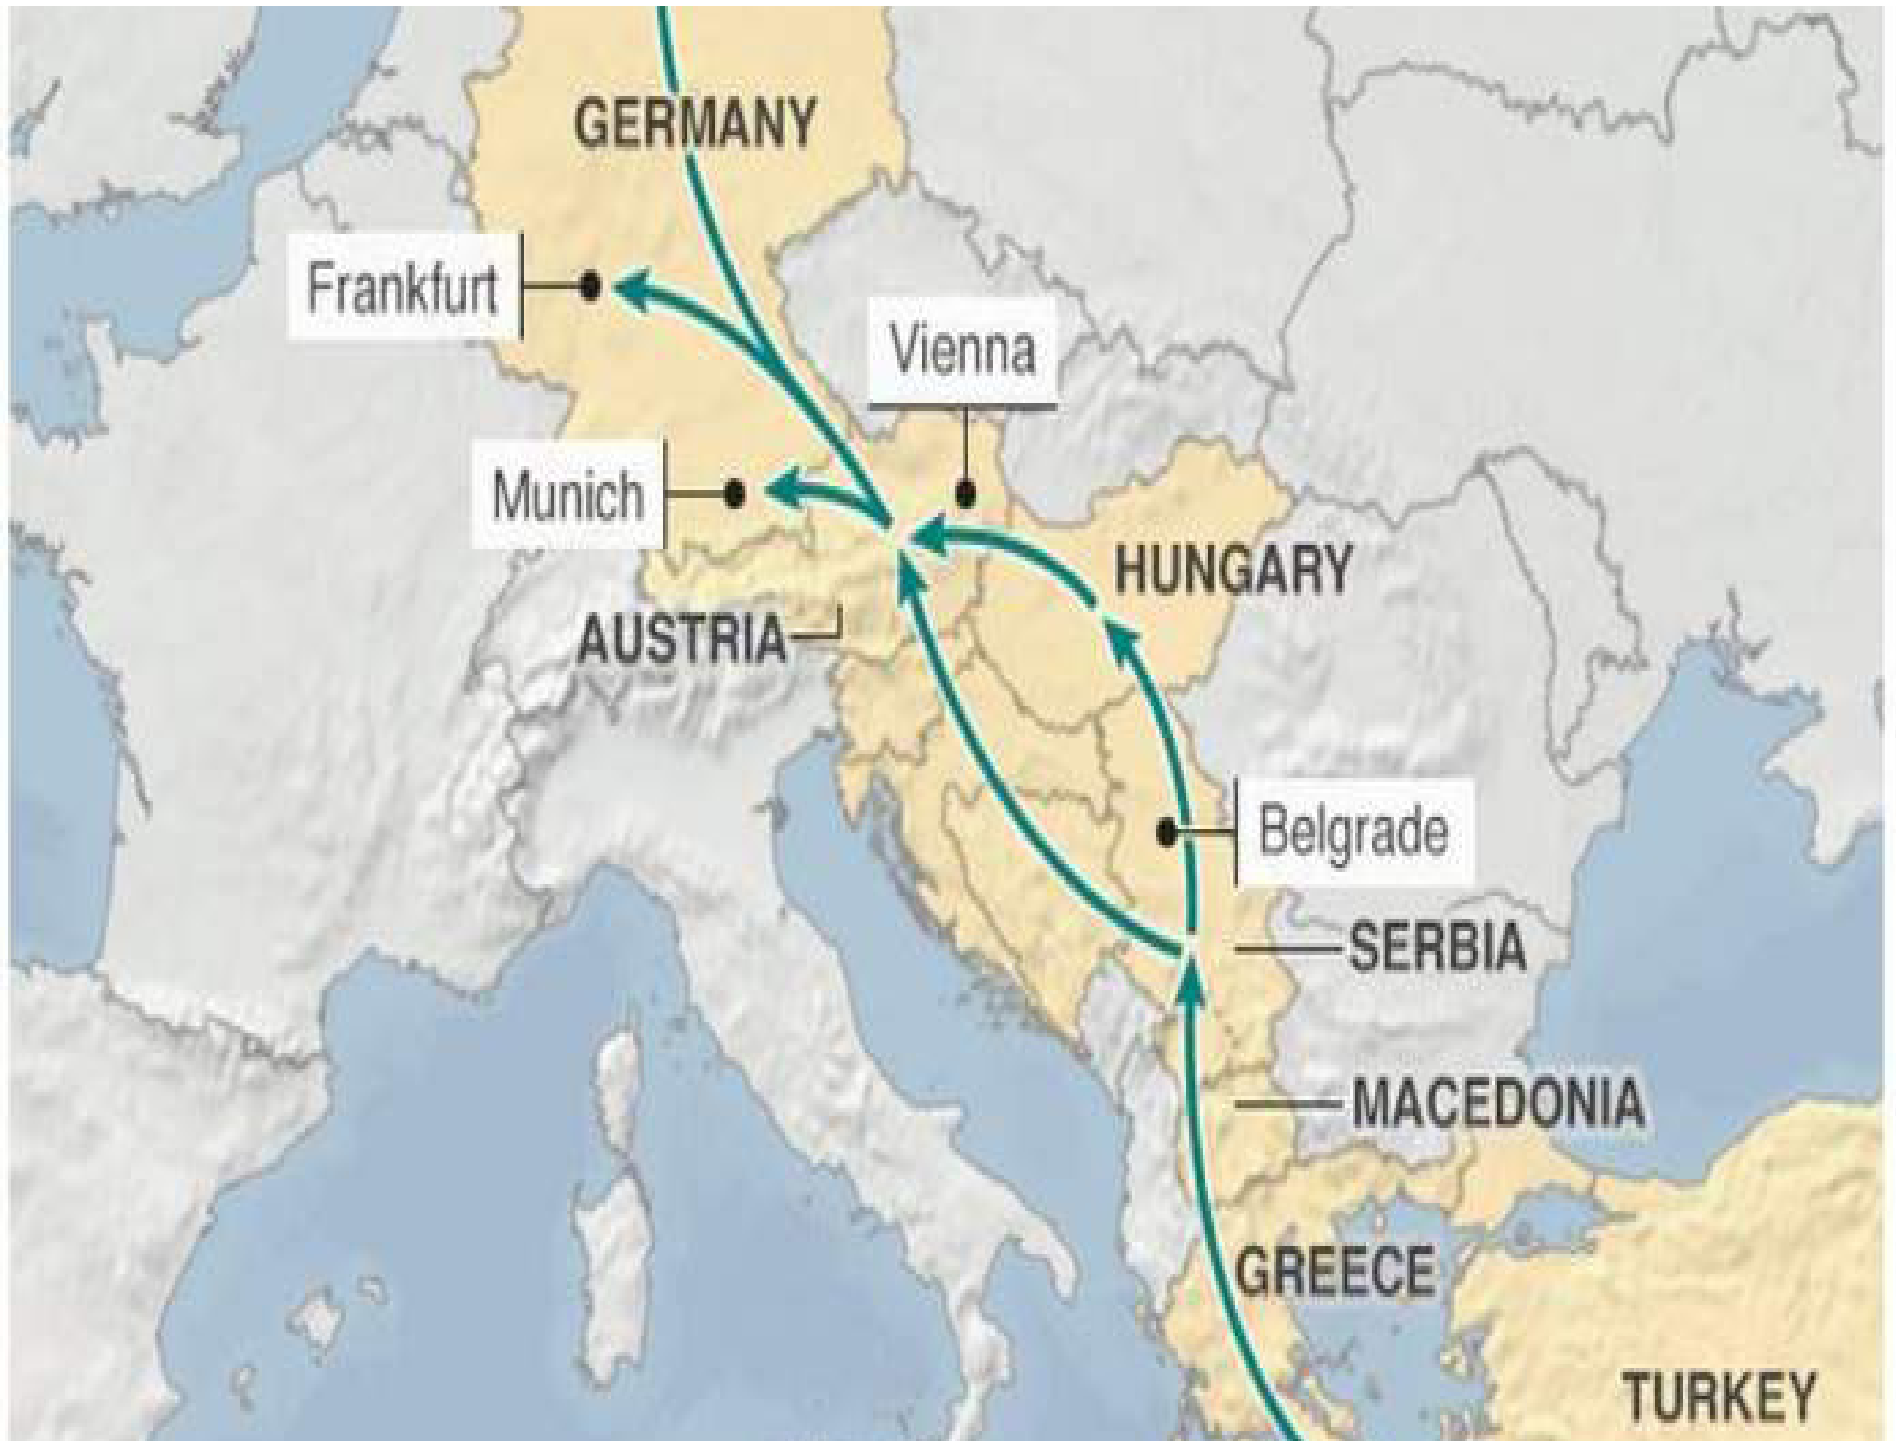 GERMANY
Frankfurt
Vienna
Munich
HUNGARY
AUSTRIA
Belgrade
SERBIA
MACEDONIA
GREECE
TURKEY